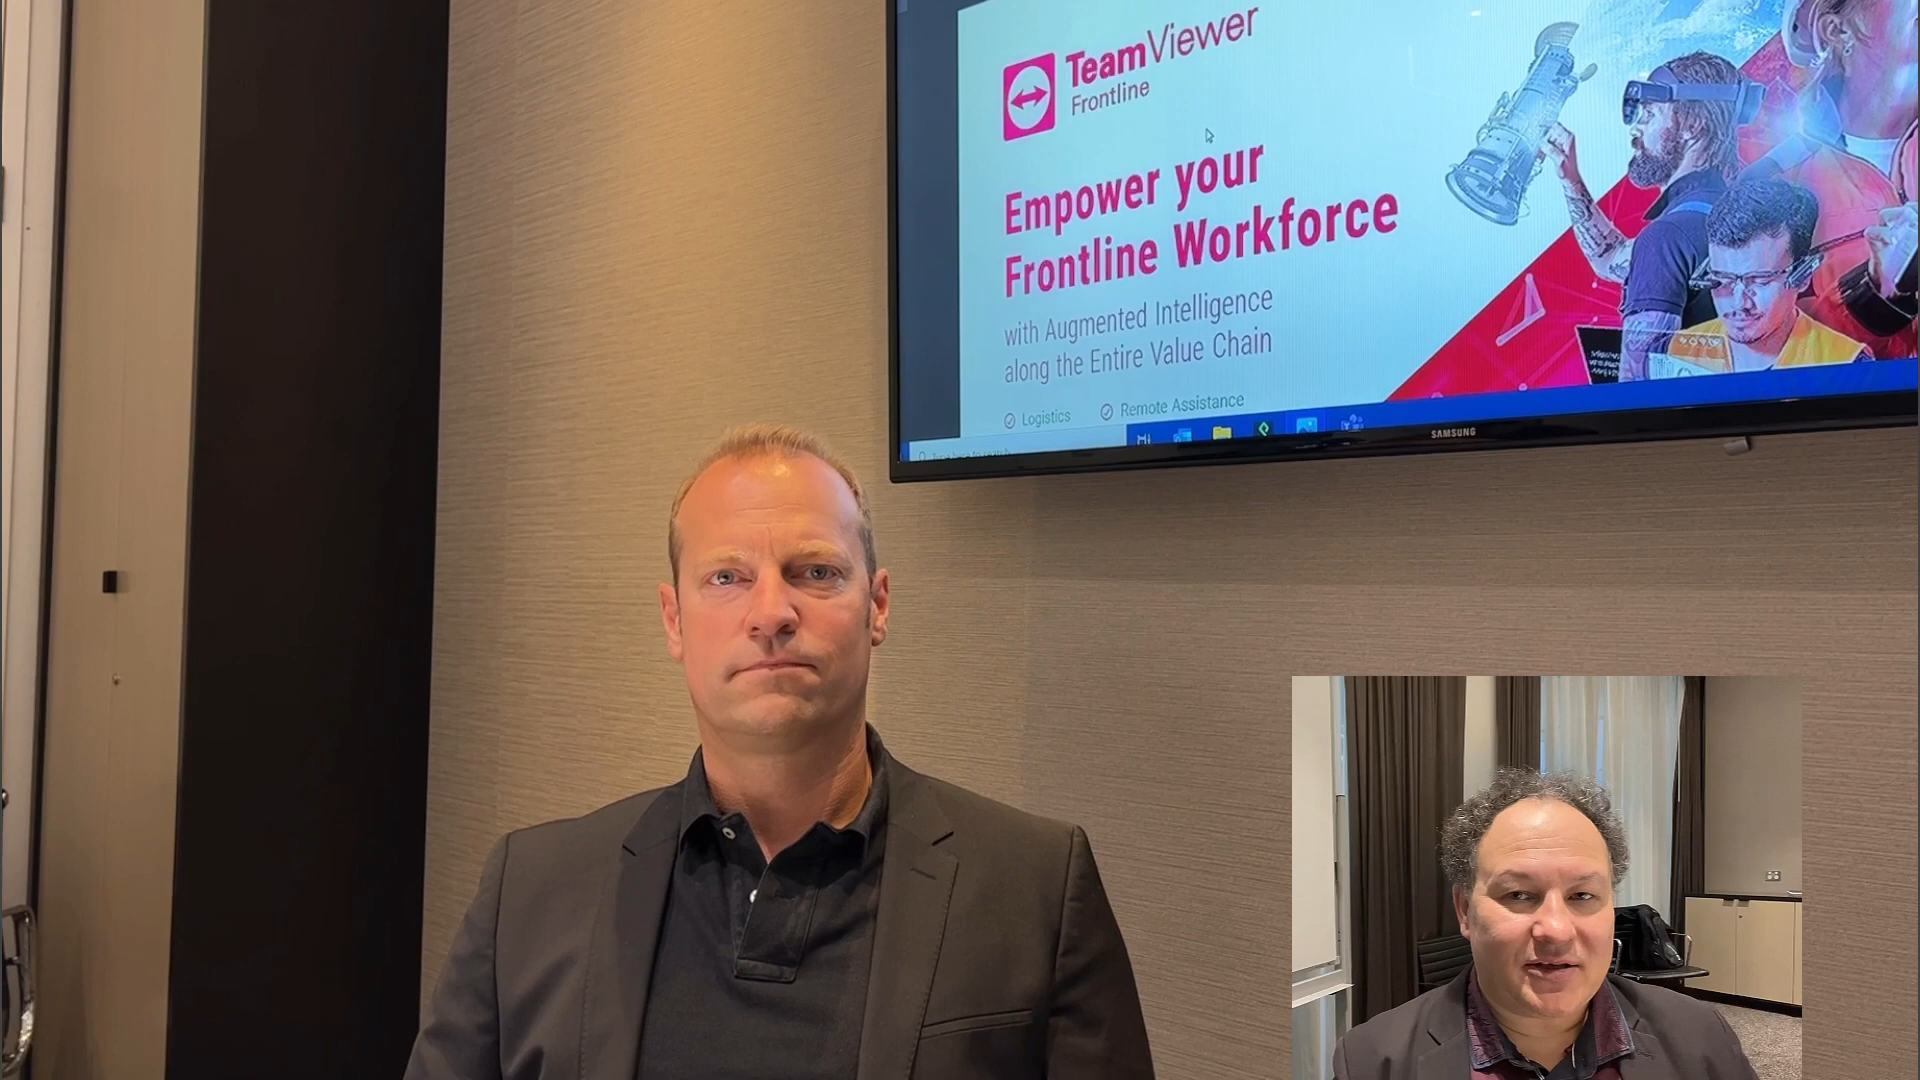 TeamViewer
Frontline
Empower your
Frontline Workforce
with Augmented Intelligence
along the Entire Value Chain
Logistics
Remote Assistance
SAMSUNG